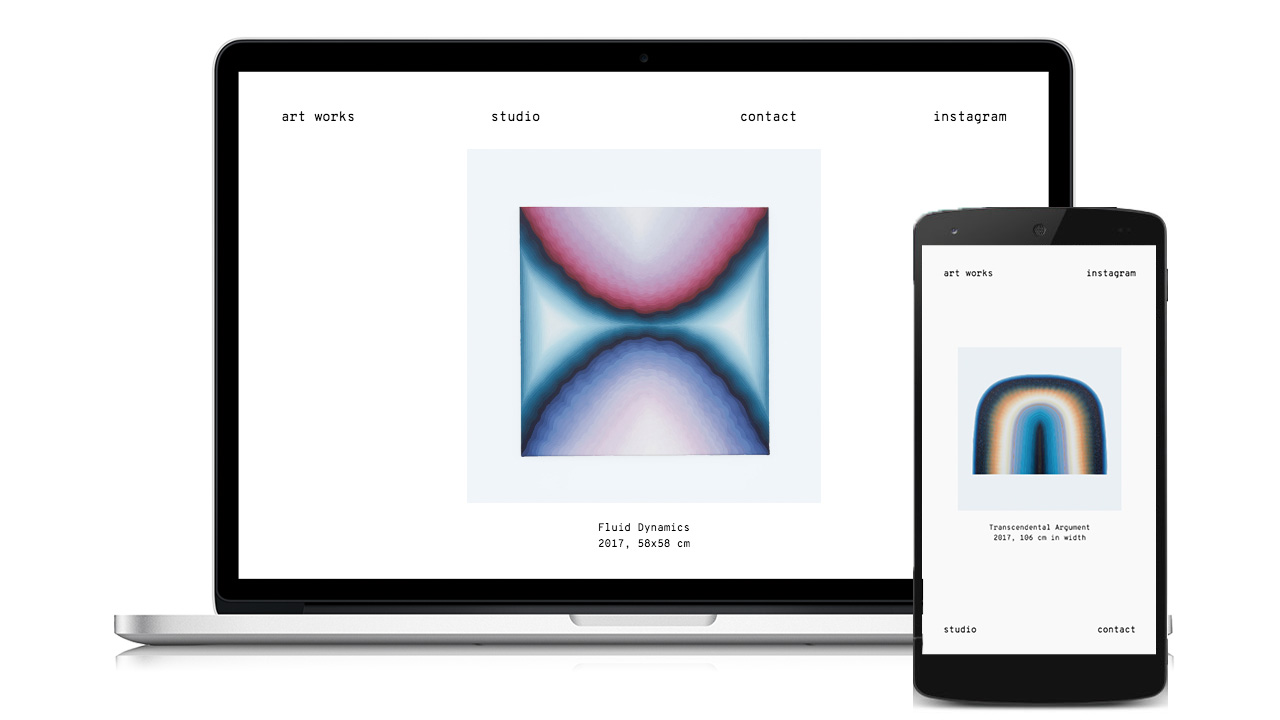 art works
studio
contact
instagram
Fluid Dynamics
2017, 58x58 cm
art works
instagram
Transcendental Argument
2017, 106 cm in width
studio
contact